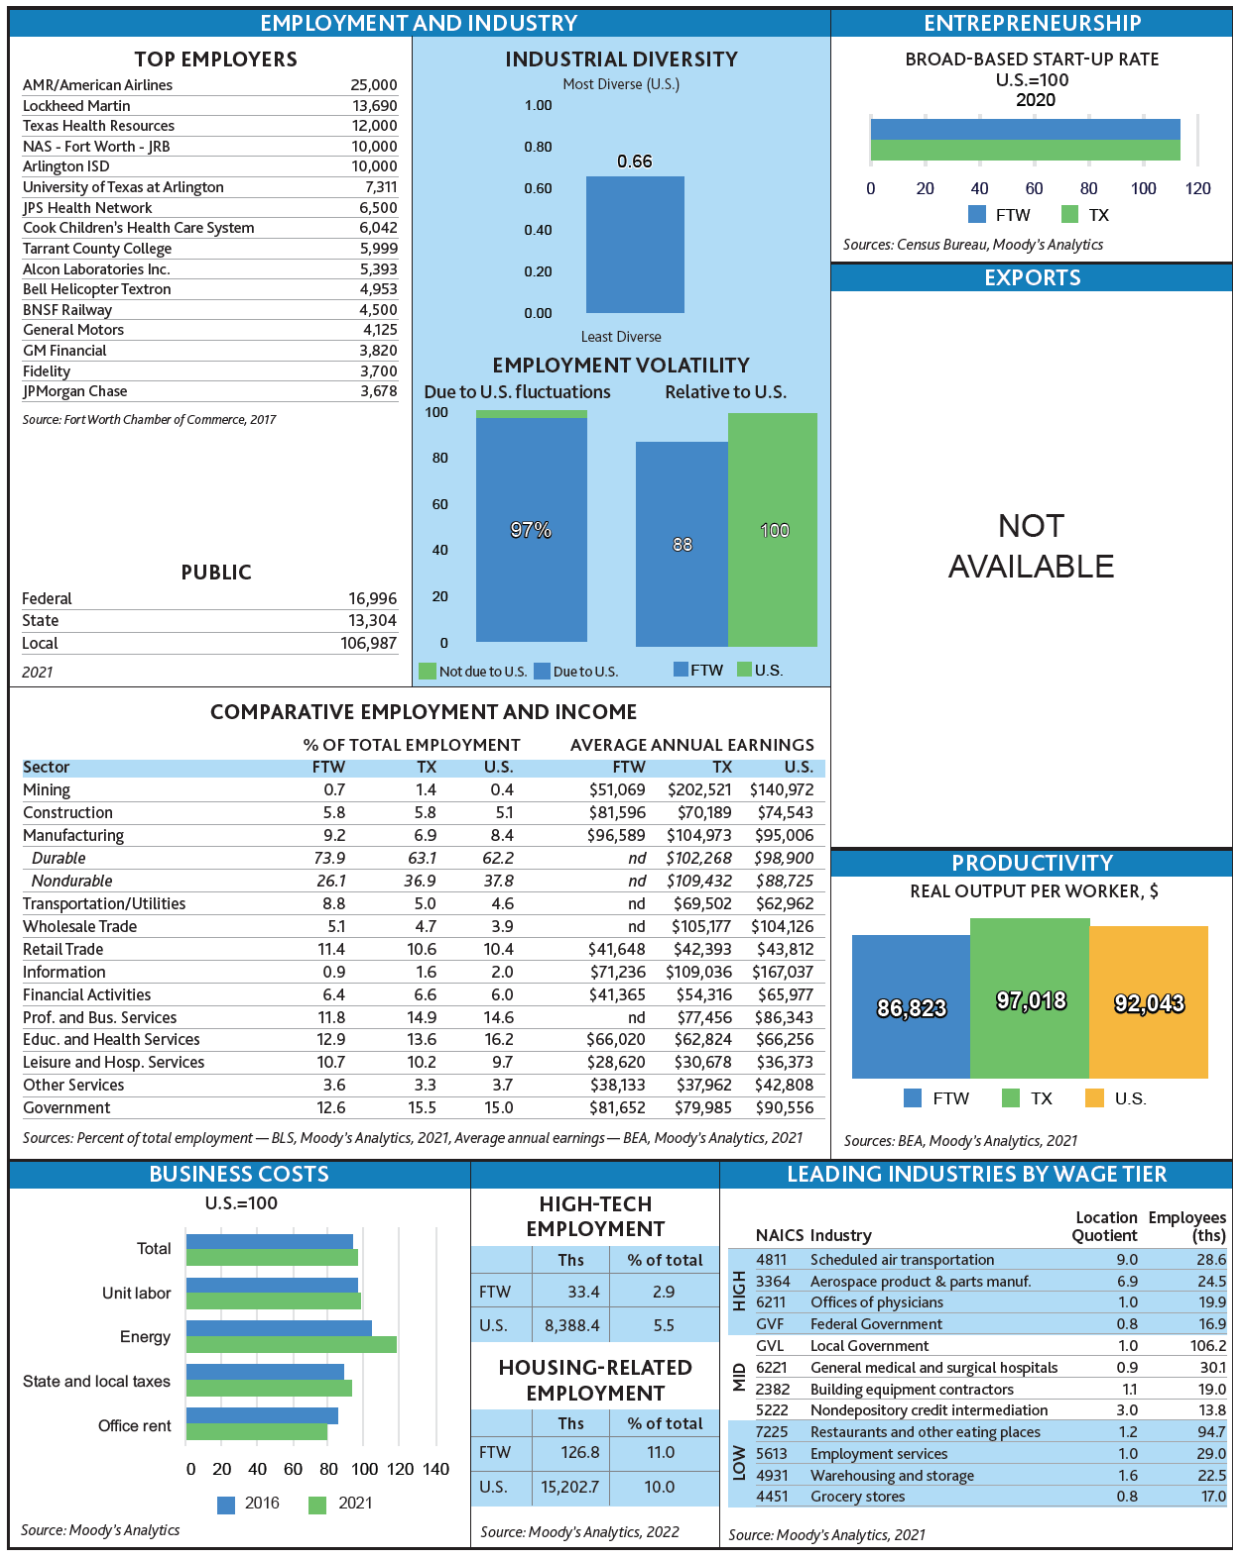 EMPLOYMENT AND INDUSTRY
TOP EMPLOYERS
AMR/American Airlines 25,000
Lockheed Martin 13,690
Texas Health Resources 12,000
NAS - Fort Worth - JRB 10,000
Arlington ISD 10,000
University of Texas at Arlington 7,311
JPS Health Network 6,500
Cook Children's Health Care System 6,042
Tarrant County College 5,999
Alcon Laboratories Inc. 5,393
Bell Helicopter Textron 4,953
BNSF Railway 4,500
General Motors 4,125
GM Financial 3,820
Fidelity 3,700
JPMorgan Chase 3,678
Source: Fort Worth Chamber of Commerce, 2017
PUBLIC
Federal 16,996
State 13,304
Local 106,987
2021
INDUSTRIAL DIVERSITY
Most Diverse (U.S.)
1.00
0.80
0.66
0.60
0.40
0.20
0.00
Least Diverse
EMPLOYMENT VOLATILITY
Due to U.S. fluctuations Relative to U.S.
100
80
60
97% 88 100
40
20
0
Not due to U.S. Due to U.S. FTW U.S.
ENTREPRENEURSHIP
BROAD-BASED START-UP RATE
U.S.=100
2020
0 20 40 60 80 100 120
FTW TX
Sources: Census Bureau, Moody's Analytics
EXPORTS
NOT
AVAILABLE
COMPARATIVE EMPLOYMENT AND INCOME
% OF TOTAL EMPLOYMENT AVERAGE ANNUAL EARNINGS
Sector FTW TX U.S. FTW TX U.S.
Mining 0.7 1.4 0.4 $51,069 $202,521 $140,972
Construction 5.8 5.8 5.1 $81,596 $70,189 $74,543
Manufacturing 9.2 6.9 8.4 $96,589 $104,973 $95,006
Durable 73.9 63.1 62.2 nd $102,268 $98,900
Nondurable 26.1 36.9 37.8 nd $109,432 $88,725
Transportation/Utilities 8.8 5.0 4.6 nd $69,502 $62,962
Wholesale Trade 5.1 4.7 3.9 nd $105,177 $104,126
Retail Trade 11.4 10.6 10.4 $41,648 $42,393 $43,812
Information 0.9 1.6 2.0 $71,236 $109,036 $167,037
Financial Activities 6.4 6.6 6.0 $41,365 $54,316 $65,977
Prof. and Bus. Services 11.8 14.9 14.6 nd $77,456 $86,343
Educ. and Health Services 12.9 13.6 16.2 $66,020 $62,824 $66,256
Leisure and Hosp. Services 10.7 10.2 9.7 $28,620 $30,678 $36,373
Other Services 3.6 3.3 3.7 $38,133 $37,962 $42,808
Government 12.6 15.5 15.0 $81,652 $79,985 $90,556
Sources: Percent of total employment — BLS, Moody's Analytics, 2021, Average annual earnings — BEA, Moody's Analytics, 2021
PRODUCTIVITY
REAL OUTPUT PER WORKER, $
86,823 97,018 92,043
FTW TX U.S.
Sources: BEA, Moody's Analytics, 2021
BUSINESS COSTS
U.S.=100
Total
Unit labor
Energy
State and local taxes
Office rent
0 20 40 60 80 100 120 140
2016 2021
Source: Moody's Analytics
HIGH-TECH
EMPLOYMENT
Ths % of total
FTW 33.4 2.9
U.S. 8,388.4 5.5
HOUSING-RELATED
EMPLOYMENT
Ths % of total
FTW 126.8 11.0
U.S. 15,202.7 10.0
Source: Moody's Analytics, 2022
LEADING INDUSTRIES BY WAGE TIER
Location Employees
NAICS Industry Quotient (ths)
HIGH
4811 Scheduled air transportation 9.0 28.6
3364 Aerospace product & parts manuf. 6.9 24.5
6211 Offices of physicians 1.0 19.9
GVF Federal Government 0.8 16.9
MID
GVL Local Government 1.0 106.2
6221 General medical and surgical hospitals 0.9 30.1
2382 Building equipment contractors 1.1 19.0
5222 Nondepository credit intermediation 3.0 13.8
LOW
7225 Restaurants and other eating places 1.2 94.7
5613 Employment services 1.0 29.0
4931 Warehousing and storage 1.6 22.5
4451 Grocery stores 0.8 17.0
Source: Moody's Analytics, 2021